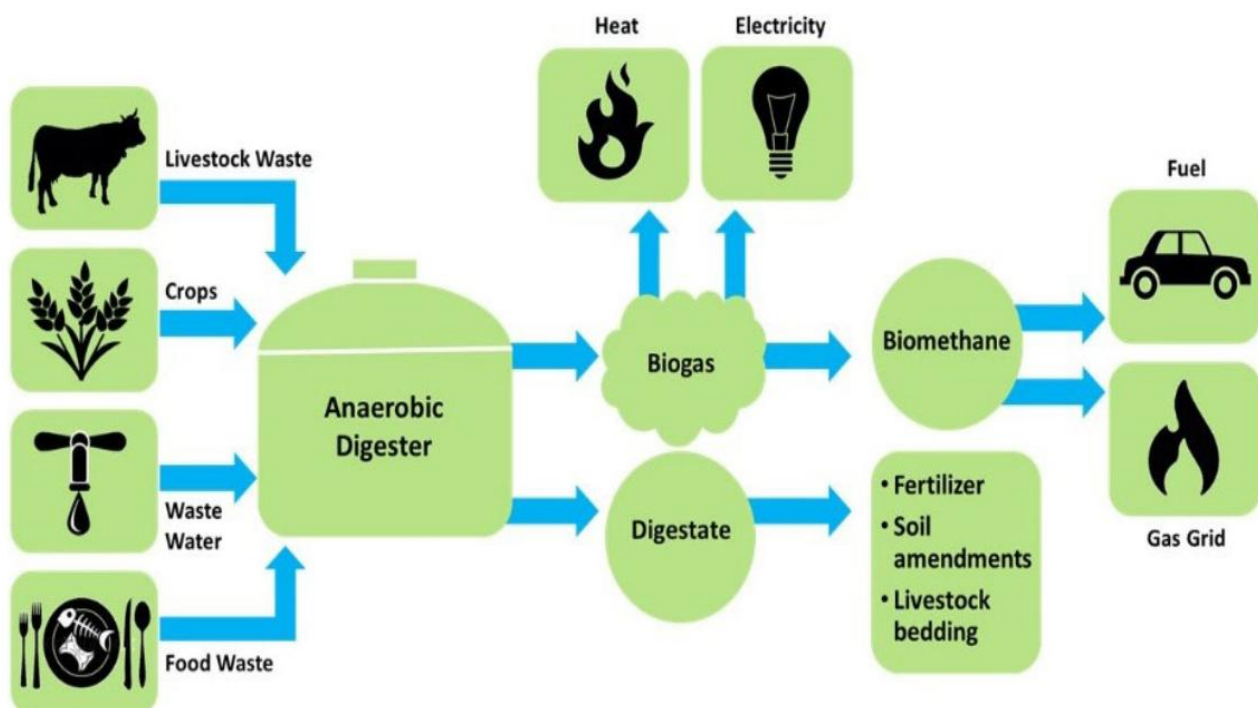 Heat
Electricity
Livestock Waste
Crops
Waste
Water
Food Waste
Anaerobic
Digester
Biogas
Digestate
Biomethane
• Fertilizer
• Soil
amendments
• Livestock
bedding
Fuel
Gas Grid